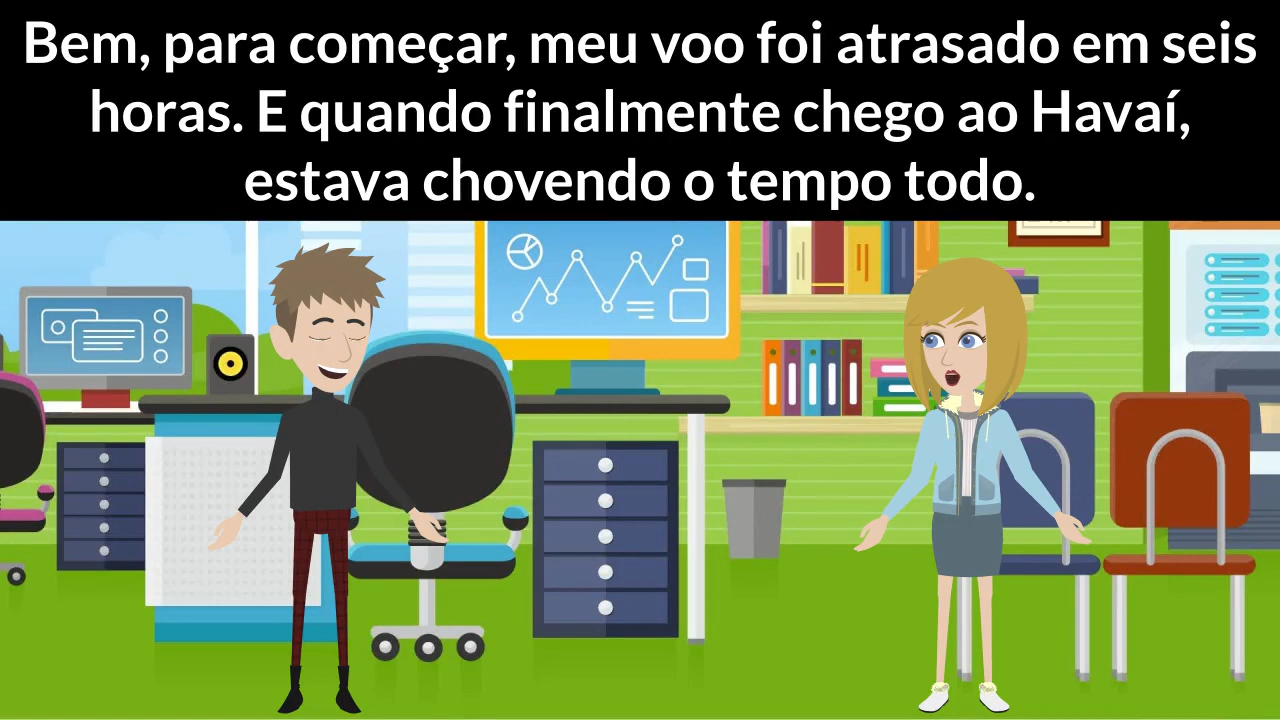 Bem, para começar, meu voo foi atrasado em seis
horas. E quando finalmente chego ao Havaí,
estava chovendo o tempo todo.